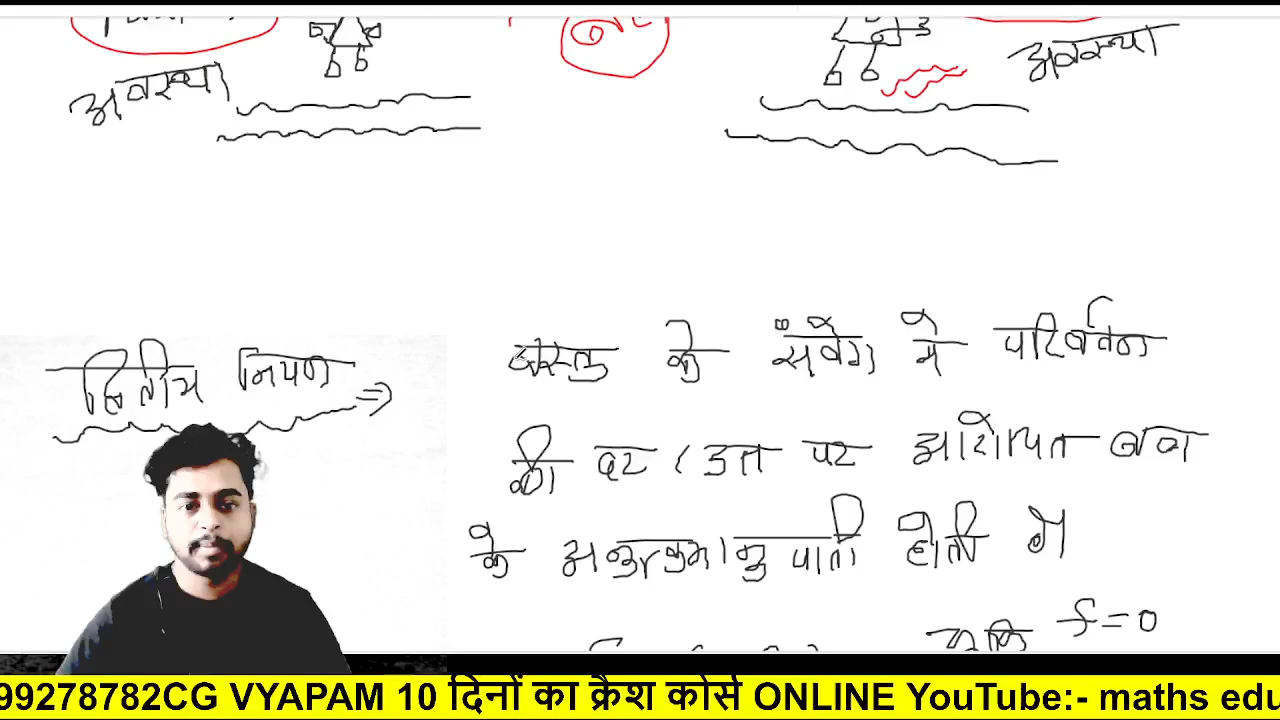 अवस्था
अवस्था
द्वितीय नियम ⇒
वस्तु के संवेग मे परिवर्तन
की दर , उस पर आरोपित बल
के अनुत्क्रमानुपाती होती है
यदि F=0
99278782CG VYAPAM 10 दिनों का क्रैश कोर्स ONLINE YouTube:- maths edu